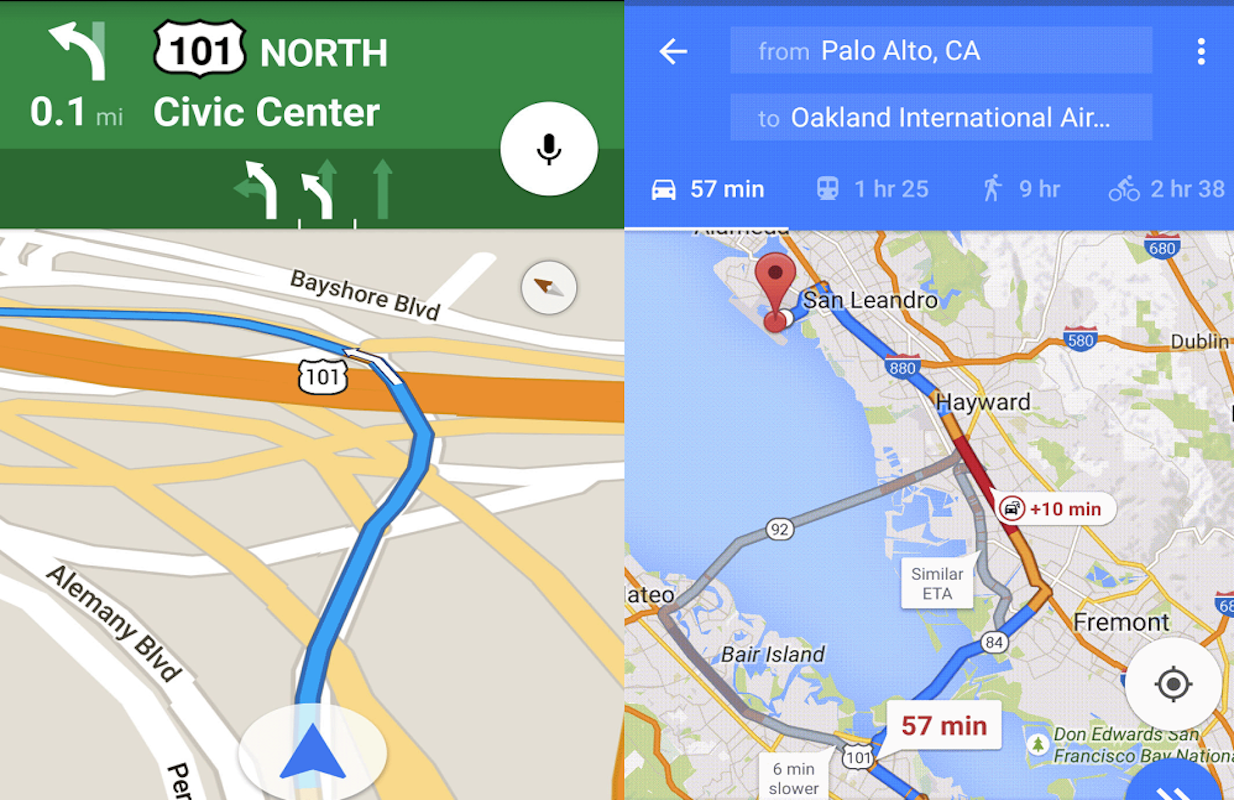 101 NORTH
0.1 mi Civic Center
Bayshore Blvd
101
Alemany Blvd
from Palo Alto, CA
to Oakland International Air...
57 min 1 hr 25 9 hr 2 hr 38
Alameda
680
San Leandro
580
Dublin
880
Hayward
+10 min
92
Similar
ETA
ateo
68
Fremont
84
Bair Island
57 min
Don Edwards San
Francisco Bay Nationa
101
6 min
slower